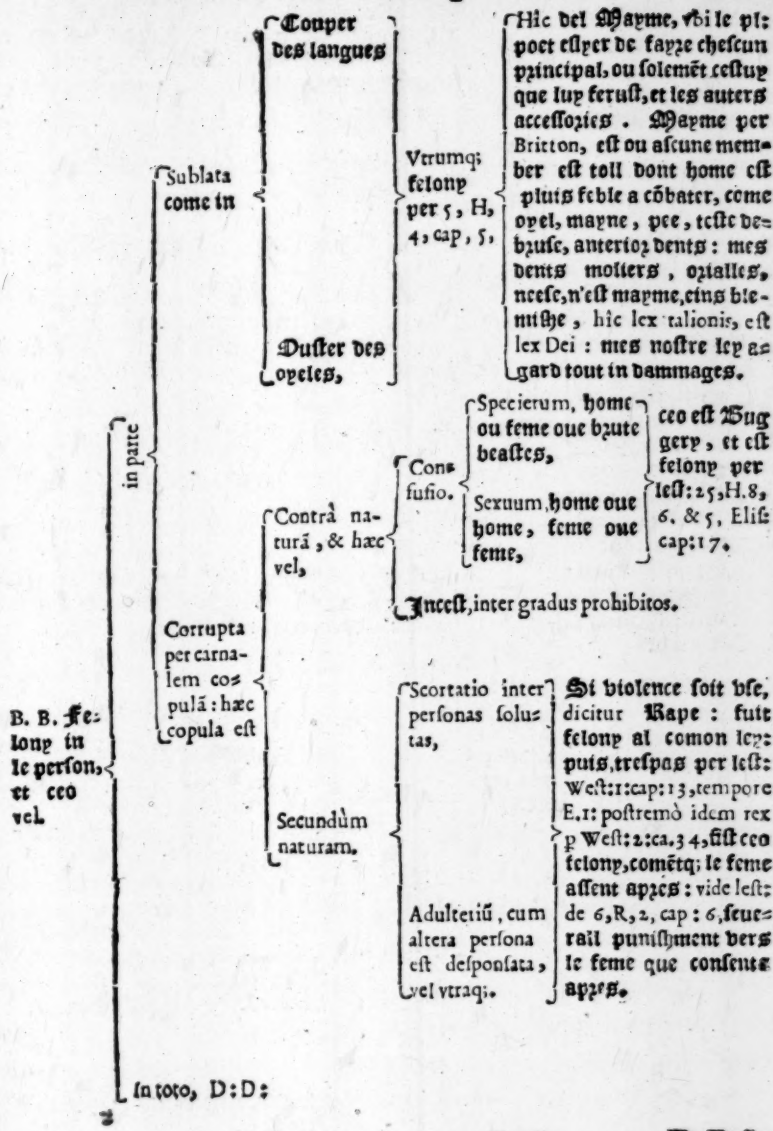 B. B. Fe-
lony in
le person,
et ceo
vel
in parte
Sublata
come in
Couper
des langues
Ouster des
oyeles,
Vtrumq;
felony
per 5, H,
4, cap, 5,
Hîc del Mayme, vbi le pl:
poet eslyer de fayre chescun
principal, ou solemēt cestuy
que luy ferust, et les auters
accessories. Mayme per
Britton, est ou ascune mem-
ber est toll dont home est
pluis feble a cōbater, come
oyel, mayne, pee, teste de-
bruse, anterior dents: mes
dents moliers, orialles,
neese, n'est mayme, eins ble-
mishe, hîc lex talionis, est
lex Dei: mes nostre ley a-
gard tout in dammages.
Corrupta
per carna-
lem co-
pulā: hæc
copula est
Contrà na-
turā, & hæc
vel,
Con-
fusio.
Specierum, home
ou feme oue brute
beastes,
Sexuum, home oue
home, feme oue
feme,
ceo est Bug
gery, et est
felony per
lest: 25, H. 8,
6. & 5, Elis:
cap: 17.
Incest, inter gradus prohibitos.
Secundùm
naturam.
Scortatio inter
personas solu-
tas,
Adulteriū, cum
altera persona
est desponsata,
vel vtraq;.
Si violence soit vse,
dicitur Rape: fuit
felony al comon ley:
puis, trespas per lest:
West: 1: cap: 13, tempore
E. 1: postremò idem rex
p West: 2: ca. 34, fist ceo
felony, comētq; le feme
assent apres: vide lest:
de 6, R, 2, cap: 6, seue-
rall punishment vers
le feme que consents
apres.
In toto, D: D: